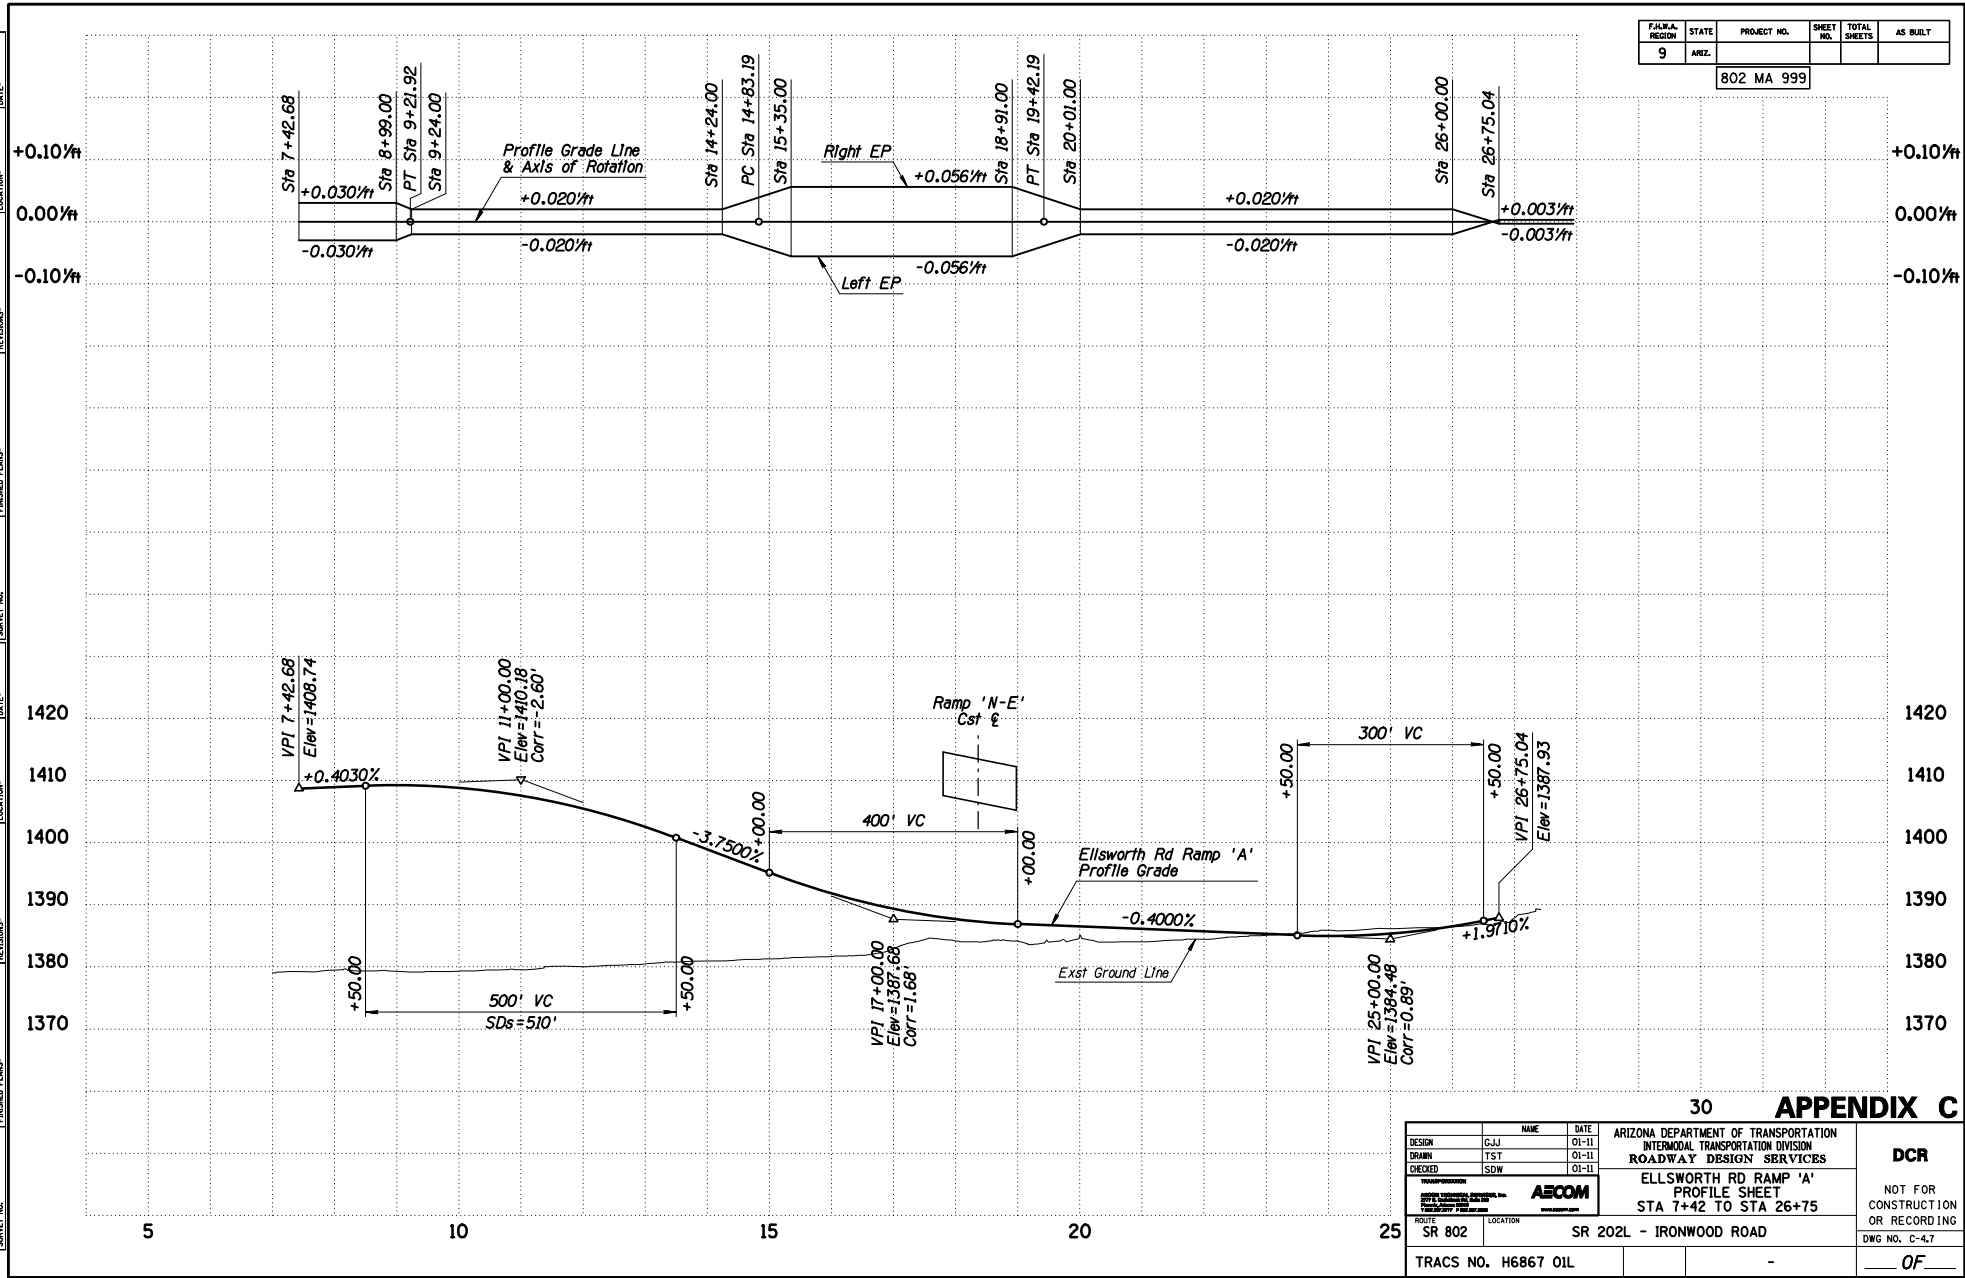 F.H.W.A. REGION STATE PROJECT NO. SHEET NO. TOTAL SHEETS AS BUILT
9 ARIZ.
802 MA 999
Sta 7+42.68
Sta 8+99.00
PT Sta 9+21.92
Sta 9+24.00
Sta 14+24.00
PC Sta 14+83.19
Sta 15+35.00
Sta 18+91.00
PT Sta 19+42.19
Sta 20+01.00
Sta 26+00.00
Sta 26+75.04
+0.10'/ft
0.00'/ft
-0.10'/ft
+0.10'/ft
0.00'/ft
-0.10'/ft
Profile Grade Line
& Axis of Rotation
Right EP
Left EP
+0.030'/ft
+0.020'/ft
+0.056'/ft
+0.020'/ft
+0.003'/ft
-0.030'/ft
-0.020'/ft
-0.056'/ft
-0.020'/ft
-0.003'/ft
1420
1410
1400
1390
1380
1370
VPI 7+42.68
Elev=1408.74
+0.4030%
VPI 11+00.00
Elev=1410.18
Corr=-2.60'
-3.7500%
+50.00
500' VC
SDs=510'
+50.00
+00.00
400' VC
+00.00
VPI 17+00.00
Elev=1387.68
Corr=1.68'
Ramp 'N-E'
Cst ℄
Ellsworth Rd Ramp 'A'
Profile Grade
-0.4000%
Exst Ground Line
+50.00
300' VC
+50.00
VPI 25+00.00
Elev=1384.48
Corr=0.89'
+1.9710%
VPI 26+75.04
Elev=1387.93
1420
1410
1400
1390
1380
1370
5 10 15 20 25
30
APPENDIX C
NAME DATE
DESIGN GJJ 01-11
DRAWN TST 01-11
CHECKED SDW 01-11
TRANSPORTATION
AECOM
ARIZONA DEPARTMENT OF TRANSPORTATION
INTERMODAL TRANSPORTATION DIVISION
ROADWAY DESIGN SERVICES
ELLSWORTH RD RAMP 'A'
PROFILE SHEET
STA 7+42 TO STA 26+75
DCR
NOT FOR
CONSTRUCTION
OR RECORDING
ROUTE
SR 802
LOCATION
SR 202L - IRONWOOD ROAD
DWG NO. C-4.7
TRACS NO. H6867 01L
-
OF